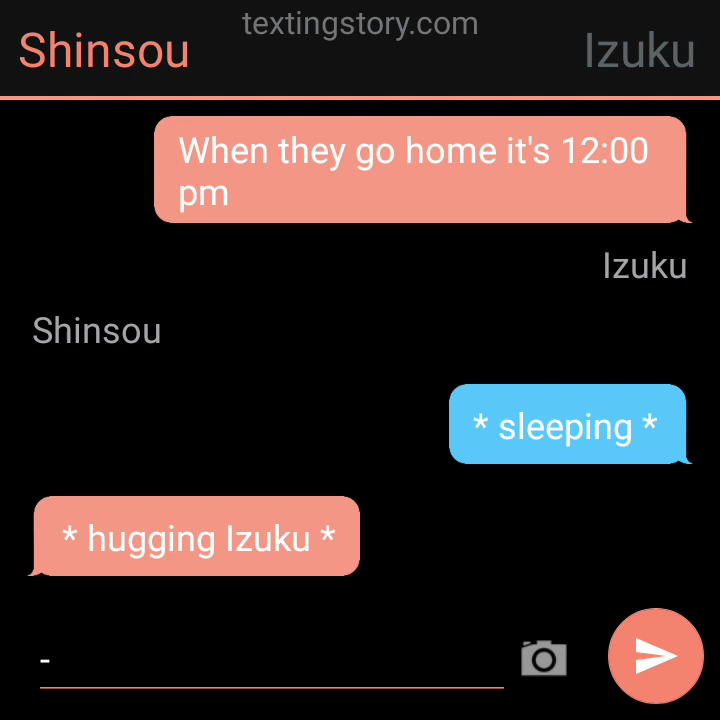 textingstory.com
Shinsou
Izuku
When they go home it's 12:00
pm
Izuku
Shinsou
* sleeping *
* hugging Izuku *
-